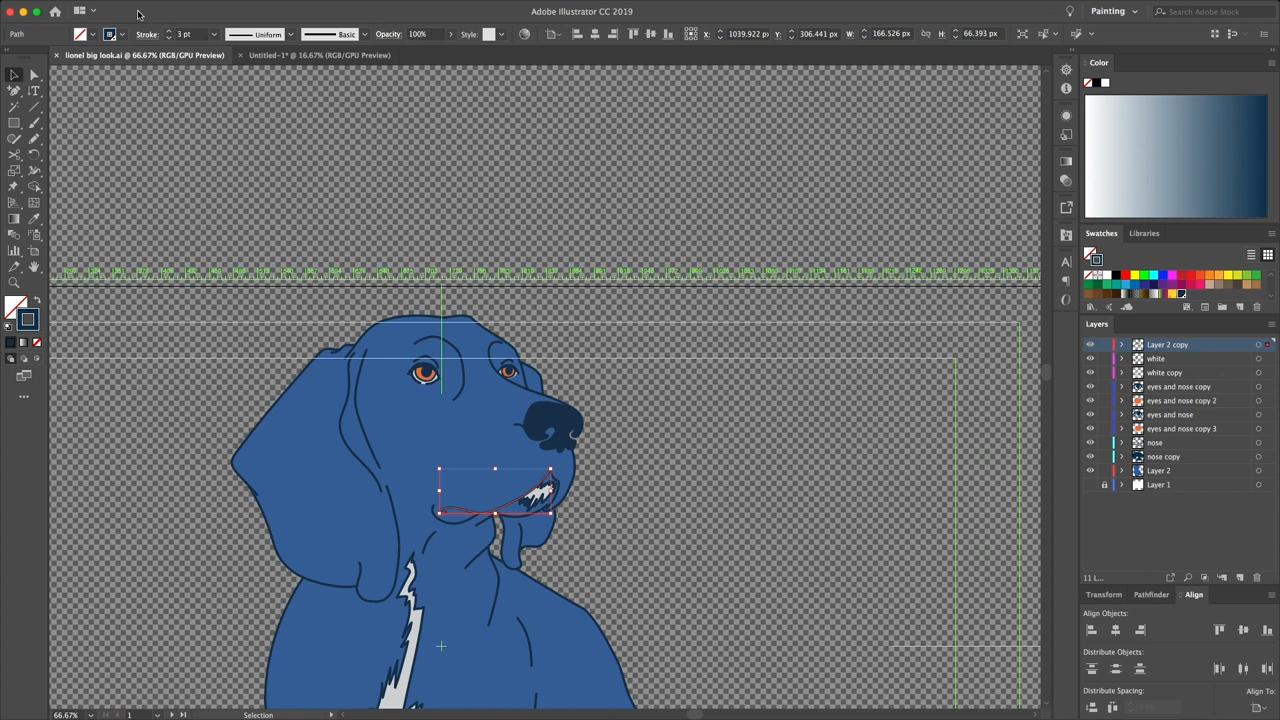 Adobe Illustrator CC 2019
Painting
Search Adobe Stock
Path
Stroke:
3 pt
Uniform
Basic
Opacity:
100%
Style:
X:
1039.922 px
Y:
306.441 px
W:
166.526 px
H:
66.393 px
lionel big look.ai @ 66.67% (RGB/GPU Preview)
Untitled-1* @ 16.67% (RGB/GPU Preview)
Color
Swatches
Libraries
Layers
Layer 2 copy
white
white copy
eyes and nose copy
eyes and nose copy 2
eyes and nose
eyes and nose copy 3
nose
nose copy
Layer 2
Layer 1
11 L...
Transform
Pathfinder
Align
Align Objects:
Distribute Objects:
Distribute Spacing:
Align To:
66.67%
1
Selection